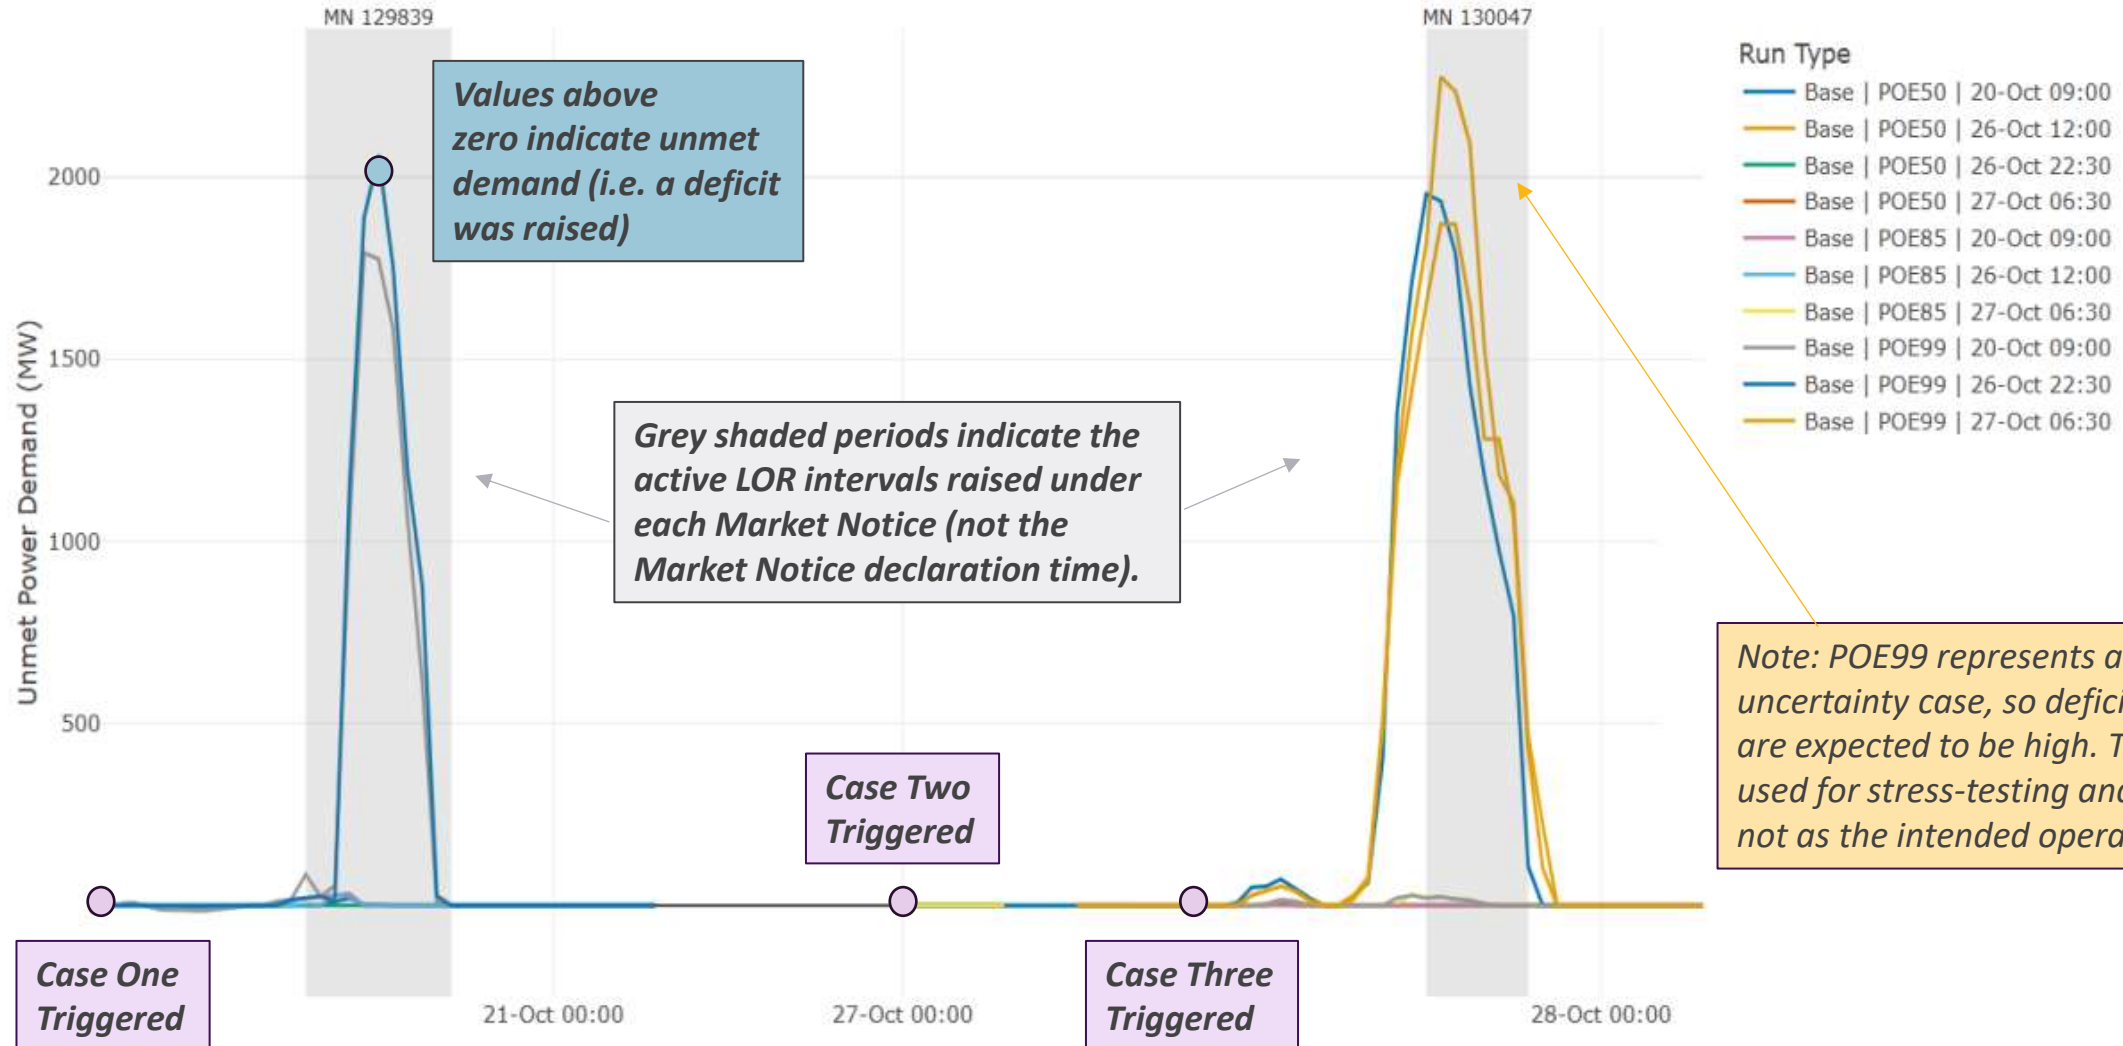 MN 129839
MN 130047
Run Type
Base | POE50 | 20-Oct 09:00
Base | POE50 | 26-Oct 12:00
Base | POE50 | 26-Oct 22:30
Base | POE50 | 27-Oct 06:30
Base | POE85 | 20-Oct 09:00
Base | POE85 | 26-Oct 12:00
Base | POE85 | 27-Oct 06:30
Base | POE99 | 20-Oct 09:00
Base | POE99 | 26-Oct 22:30
Base | POE99 | 27-Oct 06:30
Values above
zero indicate unmet
demand (i.e. a deficit
was raised)
Grey shaded periods indicate the
active LOR intervals raised under
each Market Notice (not the
Market Notice declaration time).
Unmet Power Demand (MW)
2000
1500
1000
500
Note: POE99 represents a
uncertainty case, so
are expected to be high.
used for stress-testing
not as the intended
Case Two
Triggered
Case One
Triggered
Case Three
Triggered
21-Oct 00:00
27-Oct 00:00
28-Oct 00:00